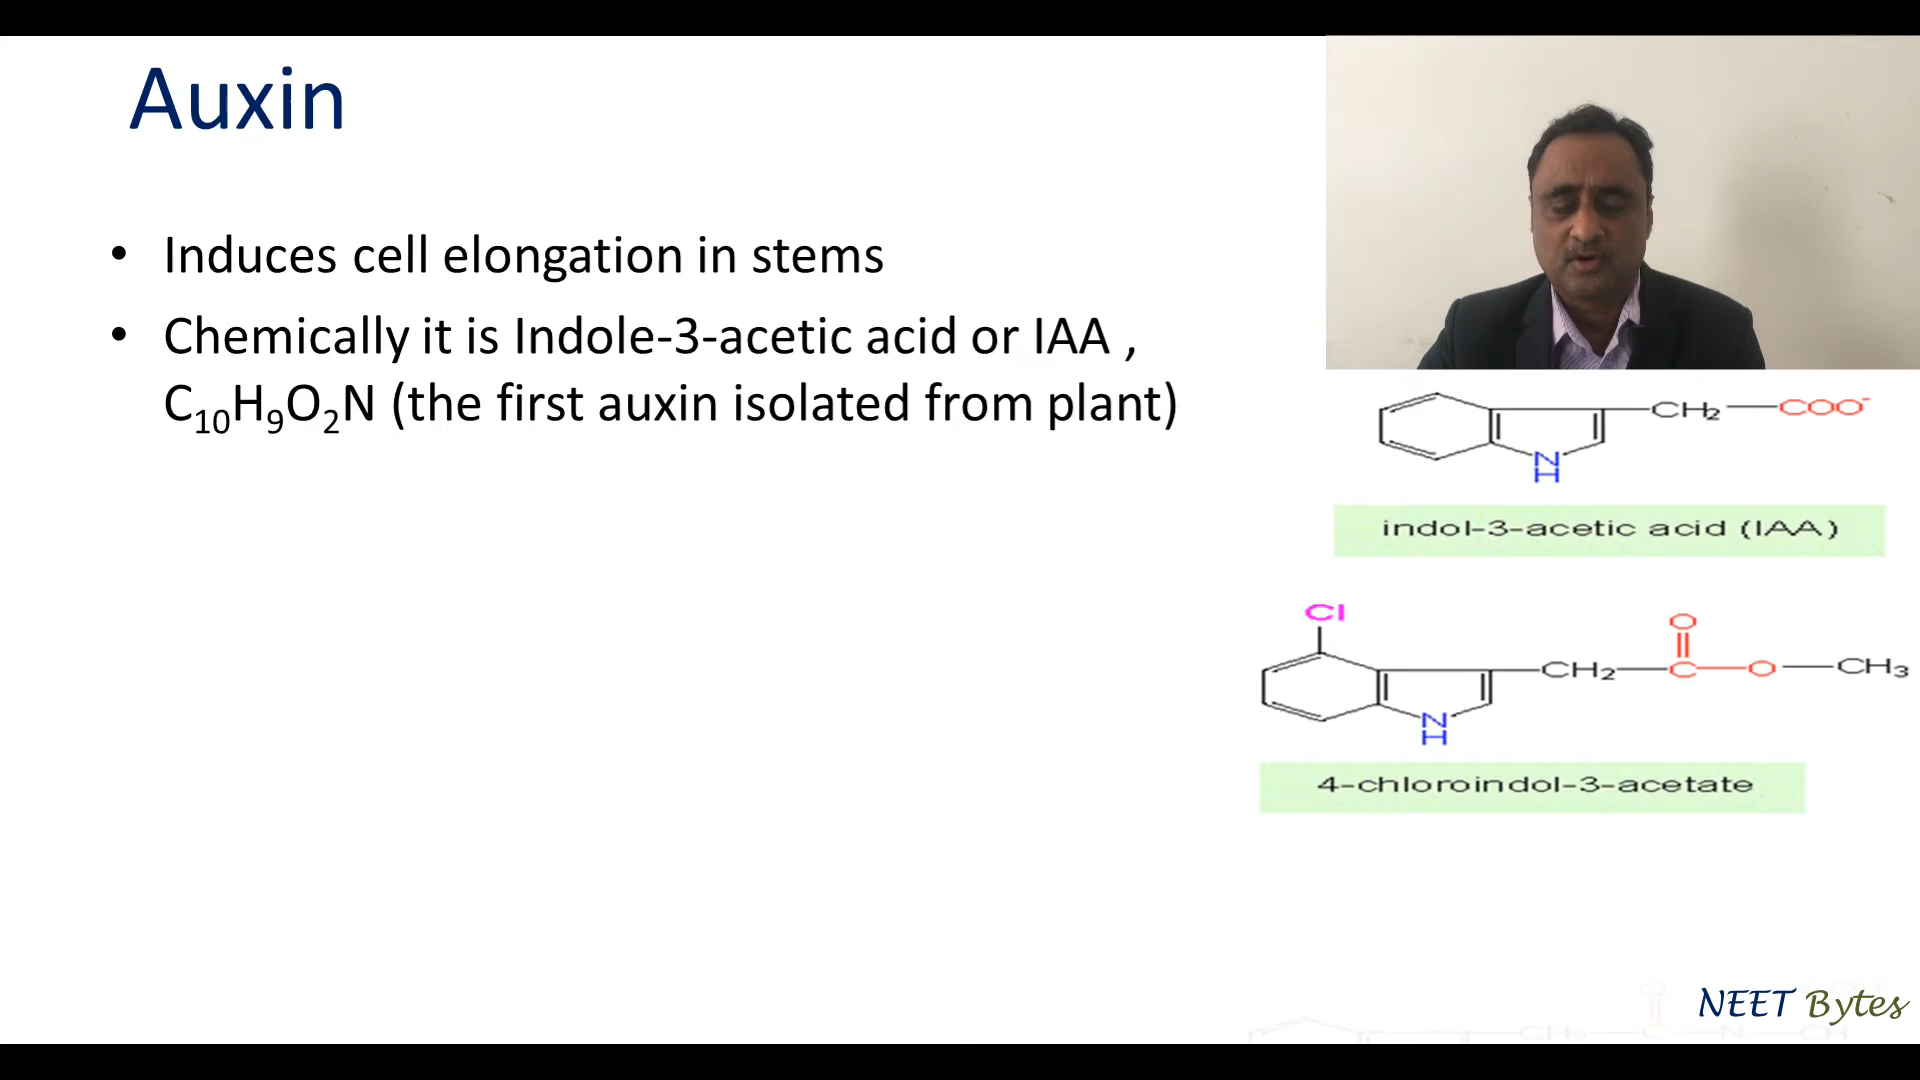 Auxin
• Induces cell elongation in stems
• Chemically it is Indole-3-acetic acid or IAA ,
C₁₀H₉O₂N (the first auxin isolated from plant)
CH₂ COO⁻
N
H
indol-3-acetic acid (IAA)
Cl
O
CH₂ C O CH₃
N
H
4-chloroindol-3-acetate
NEET Bytes